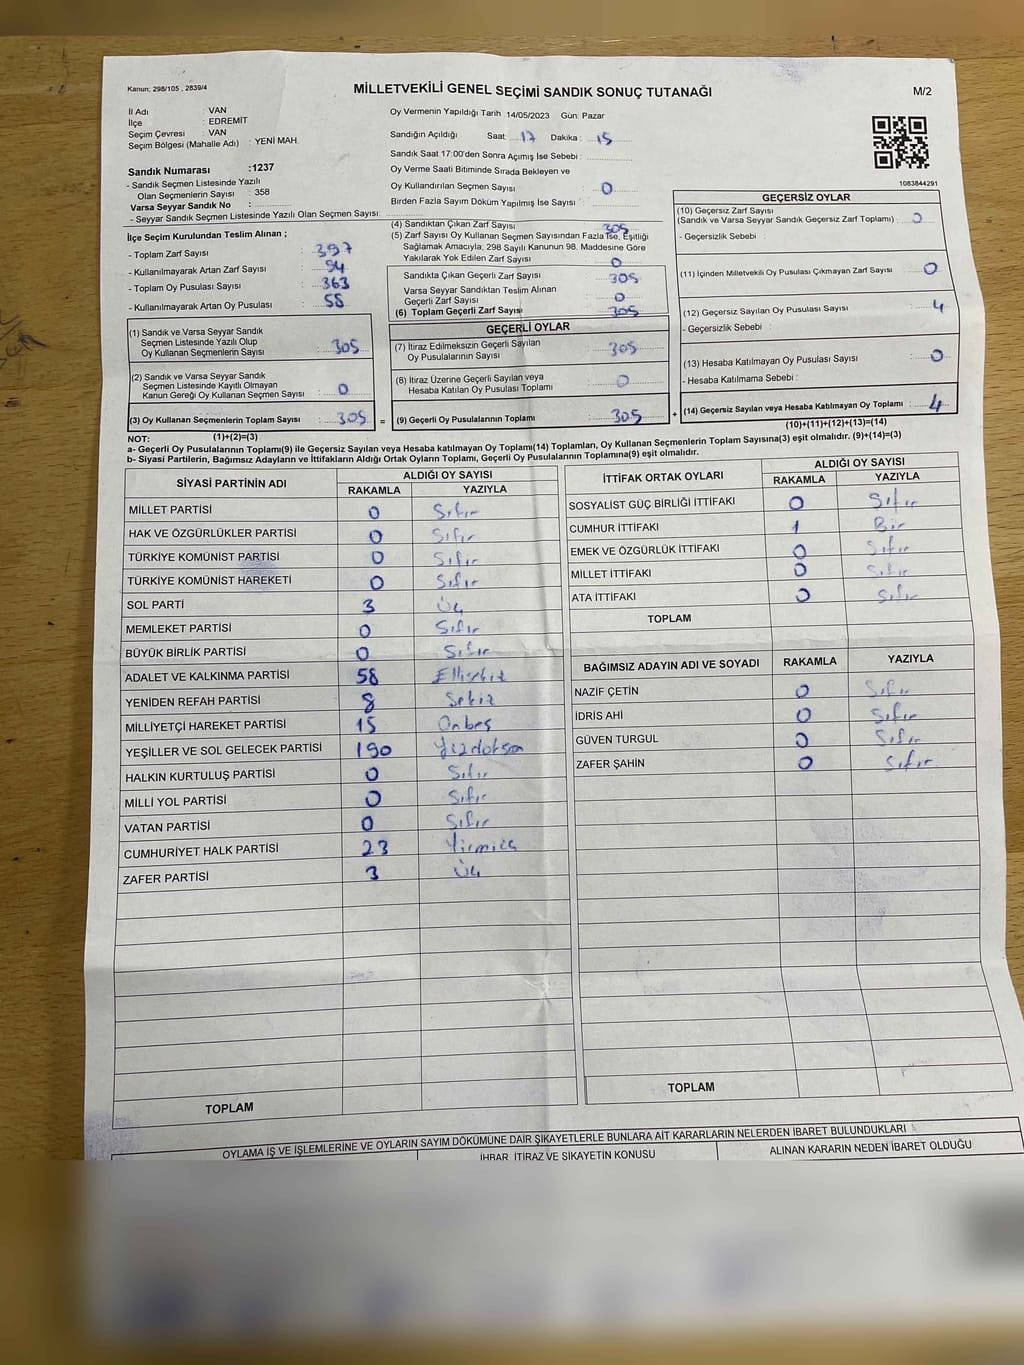 Kanun; 298/105 , 2839/4
MİLLETVEKİLİ GENEL SEÇİMİ SANDIK SONUÇ TUTANAĞI
M/2
İl Adı : VAN
İlçe : EDREMIT
Seçim Çevresi : VAN
Seçim Bölgesi (Mahalle Adı) : YENİ MAH.
Sandık Numarası :1237
- Sandık Seçmen Listesinde Yazılı
Olan Seçmenlerin Sayısı : 358
Varsa Seyyar Sandık No :
- Seyyar Sandık Seçmen Listesinde Yazılı Olan Seçmen Sayısı:
Oy Vermenin Yapıldığı Tarih :14/05/2023 Gün: Pazar
Sandığın Açıldığı Saat: 17 Dakika : 15
Sandık Saat 17:00'den Sonra Açımış İse Sebebi :
Oy Verme Saati Bitiminde Sırada Bekleyen ve
Oy Kullandırılan Seçmen Sayısı : 0
Birden Fazla Sayım Döküm Yapılmış İse Sayısı :
1083844291
İlçe Seçim Kurulundan Teslim Alınan ;
- Toplam Zarf Sayısı : 397
- Kullanılmayarak Artan Zarf Sayısı : 94
- Toplam Oy Pusulası Sayısı : 363
- Kullanılmayarak Artan Oy Pusulası : 58
(1) Sandık ve Varsa Seyyar Sandık
Seçmen Listesinde Yazılı Olup
Oy Kullanan Seçmenlerin Sayısı : 305
(2) Sandık ve Varsa Seyyar Sandık
Seçmen Listesinde Kayıtlı Olmayan
Kanun Gereği Oy Kullanan Seçmen Sayısı : 0
(3) Oy Kullanan Seçmenlerin Toplam Sayısı : 305 =
(4) Sandıktan Çıkan Zarf Sayısı : 305
(5) Zarf Sayısı Oy Kullanan Seçmen Sayısından Fazla İse, Eşitliği
Sağlamak Amacıyla, 298 Sayılı Kanunun 98. Maddesine Göre
Yakılarak Yok Edilen Zarf Sayısı : 0
Sandıkta Çıkan Geçerli Zarf Sayısı : 305
Varsa Seyyar Sandıktan Teslim Alınan
Geçerli Zarf Sayısı : 0
(6) Toplam Geçerli Zarf Sayısı : 305
GEÇERLİ OYLAR
(7) İtiraz Edilmeksizin Geçerli Sayılan
Oy Pusulalarının Sayısı : 305
(8) İtiraz Üzerine Geçerli Sayılan veya
Hesaba Katılan Oy Pusulası Toplamı : 0
(9) Geçerli Oy Pusulalarının Toplamı : 305 +
GEÇERSİZ OYLAR
(10) Geçersiz Zarf Sayısı
(Sandık ve Varsa Seyyar Sandık Geçersiz Zarf Toplamı) : 0
- Geçersizlik Sebebi :
(11) İçinden Milletvekili Oy Pusulası Çıkmayan Zarf Sayısı : 0
(12) Geçersiz Sayılan Oy Pusulası Sayısı : 4
- Geçersizlik Sebebi :
(13) Hesaba Katılmayan Oy Pusulası Sayısı : 0
- Hesaba Katılmama Sebebi :
(14) Geçersiz Sayılan veya Hesaba Katılmayan Oy Toplamı : 4
(10)+(11)+(12)+(13)=(14)
NOT: (1)+(2)=(3)
a- Geçerli Oy Pusulalarının Toplamı(9) ile Geçersiz Sayılan veya Hesaba katılmayan Oy Toplamı(14) Toplamları, Oy Kullanan Seçmenlerin Toplam Sayısına(3) eşit olmalıdır. (9)+(14)=(3)
b- Siyasi Partilerin, Bağımsız Adayların ve İttifakların Aldığı Ortak Oyların Toplamı, Geçerli Oy Pusulalarının Toplamına(9) eşit olmalıdır.
SİYASİ PARTİNİN ADI ALDIĞI OY SAYISI
RAKAMLA YAZIYLA
MİLLET PARTİSİ 0 Sıfır
HAK VE ÖZGÜRLÜKLER PARTİSİ 0 Sıfır
TÜRKİYE KOMÜNİST PARTİSİ 0 Sıfır
TÜRKİYE KOMÜNİST HAREKETİ 0 Sıfır
SOL PARTİ 3 Üç
MEMLEKET PARTİSİ 0 Sıfır
BÜYÜK BİRLİK PARTİSİ 0 Sıfır
ADALET VE KALKINMA PARTİSİ 58 Ellisekiz
YENİDEN REFAH PARTİSİ 8 Sekiz
MİLLİYETÇİ HAREKET PARTİSİ 15 Onbeş
YEŞİLLER VE SOL GELECEK PARTİSİ 190 Yüzdoksan
HALKIN KURTULUŞ PARTİSİ 0 Sıfır
MİLLİ YOL PARTİSİ 0 Sıfır
VATAN PARTİSİ 0 Sıfır
CUMHURİYET HALK PARTİSİ 23 Yirmiüç
ZAFER PARTİSİ 3 Üç
TOPLAM
İTTİFAK ORTAK OYLARI ALDIĞI OY SAYISI
RAKAMLA YAZIYLA
SOSYALİST GÜÇ BİRLİĞİ İTTİFAKI 0 Sıfır
CUMHUR İTTİFAKI 1 Bir
EMEK VE ÖZGÜRLÜK İTTİFAKI 0 Sıfır
MİLLET İTTİFAKI 0 Sıfır
ATA İTTİFAKI 0 Sıfır
TOPLAM
BAĞIMSIZ ADAYIN ADI VE SOYADI RAKAMLA YAZIYLA
NAZİF ÇETİN 0 Sıfır
İDRİS AHİ 0 Sıfır
GÜVEN TURGUL 0 Sıfır
ZAFER ŞAHİN 0 Sıfır
TOPLAM
OYLAMA İŞ VE İŞLEMLERİNE VE OYLARIN SAYIM DÖKÜMÜNE DAİR ŞİKAYETLERLE BUNLARA AİT KARARLARIN NELERDEN İBARET BULUNDUKLARI
İHBAR, İTİRAZ VE ŞİKAYETİN KONUSU
ALINAN KARARIN NEDEN İBARET OLDUĞU